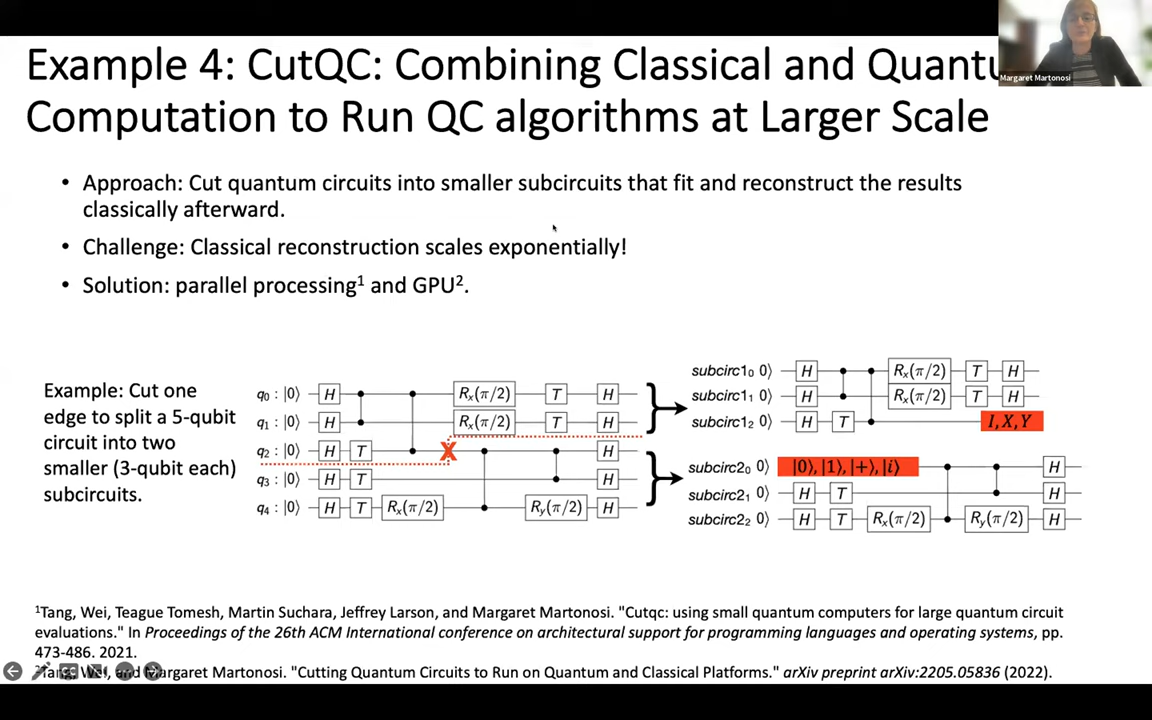 Margaret Martonosi
Example 4: CutQC: Combining Classical and Quantu
Computation to Run QC algorithms at Larger Scale
• Approach: Cut quantum circuits into smaller subcircuits that fit and reconstruct the results
classically afterward.
• Challenge: Classical reconstruction scales exponentially!
• Solution: parallel processing¹ and GPU².
Example: Cut one
edge to split a 5-qubit
circuit into two
smaller (3-qubit each)
subcircuits.
q₀ : |0⟩ H Rₓ(π/2) T H
q₁ : |0⟩ H Rₓ(π/2) T H
q₂ : |0⟩ H T X H
q₃ : |0⟩ H T H
q₄ : |0⟩ H T Rₓ(π/2) Rᵧ(π/2) H
subcirc1₀ 0⟩ H Rₓ(π/2) T H
subcirc1₁ 0⟩ H Rₓ(π/2) T H
subcirc1₂ 0⟩ H T I, X, Y
subcirc2₀ 0⟩ |0⟩, |1⟩, |+⟩, |i⟩ H
subcirc2₁ 0⟩ H T H
subcirc2₂ 0⟩ H T Rₓ(π/2) Rᵧ(π/2) H
¹Tang, Wei, Teague Tomesh, Martin Suchara, Jeffrey Larson, and Margaret Martonosi. "Cutqc: using small quantum computers for large quantum circuit
evaluations." In Proceedings of the 26th ACM International conference on architectural support for programming languages and operating systems, pp.
473-486. 2021.
²Tang, Wei, and Margaret Martonosi. "Cutting Quantum Circuits to Run on Quantum and Classical Platforms." arXiv preprint arXiv:2205.05836 (2022).